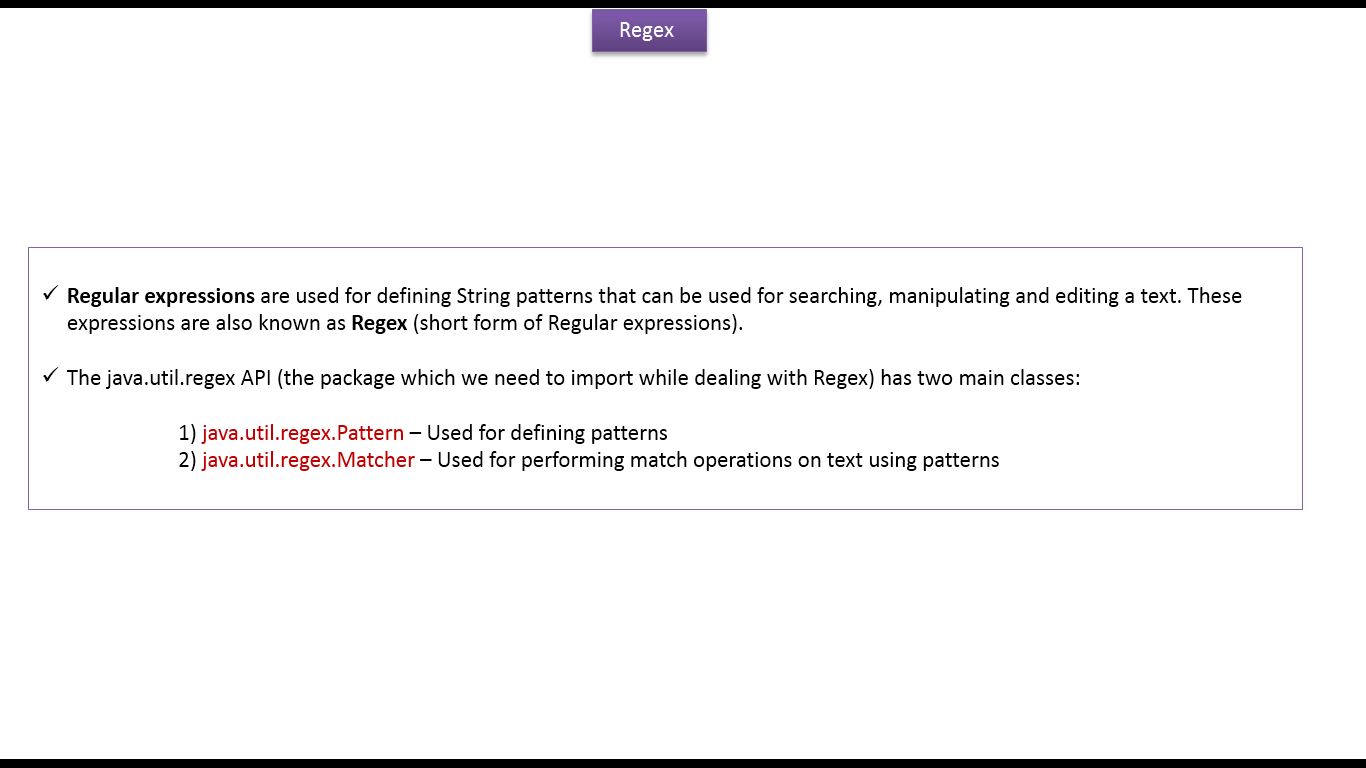 Regex
✓ Regular expressions are used for defining String patterns that can be used for searching, manipulating and editing a text. These
expressions are also known as Regex (short form of Regular expressions).
✓ The java.util.regex API (the package which we need to import while dealing with Regex) has two main classes:
1) java.util.regex.Pattern – Used for defining patterns
2) java.util.regex.Matcher – Used for performing match operations on text using patterns